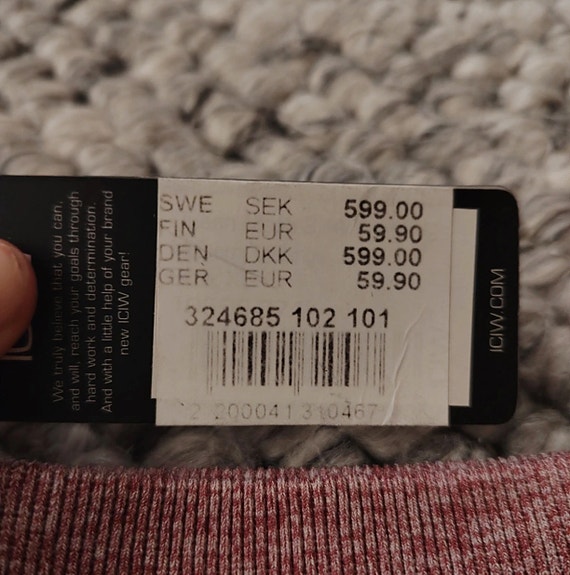 We truly believe that you can,
and will, reach your goals through
hard work and determination.
And with a little help of your brand
new ICIW gear!
SWE SEK 599.00
FIN EUR 59.90
DEN DKK 599.00
GER EUR 59.90
324685 102 101
ICIW.COM